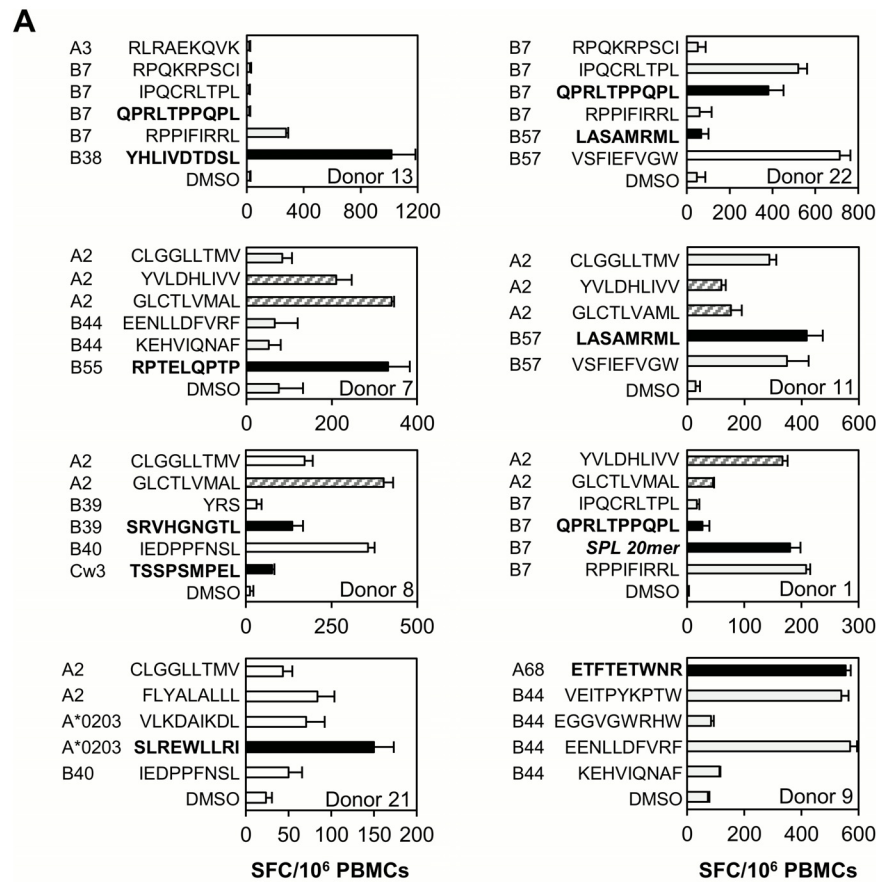 A
A3 RLRAEKQVK
B7 RPQKRPSCI
B7 IPQCRLTPL
B7 QPRLTPPQPL
B7 RPPIFIRRL
B38 YHLIVDTDSL
DMSO Donor 13
0 400 800 1200
B7 RPQKRPSCI
B7 IPQCRLTPL
B7 QPRLTPPQPL
B7 RPPIFIRRL
B57 LASAMRML
B57 VSFIEFVGW
DMSO Donor 22
0 200 400 600 800
A2 CLGGLLTMV
A2 YVLDHLIVV
A2 GLCTLVMAL
B44 EENLLDFVRF
B44 KEHVIQNAF
B55 RPTELQPTP
DMSO Donor 7
0 200 400
A2 CLGGLLTMV
A2 YVLDHLIVV
A2 GLCTLVAML
B57 LASAMRML
B57 VSFIEFVGW
DMSO Donor 11
0 200 400 600
A2 CLGGLLTMV
A2 GLCTLVMAL
B39 YRS
B39 SRVHGNGTL
B40 IEDPPFNSL
Cw3 TSSPSMPEL
DMSO Donor 8
0 250 500
A2 YVLDHLIVV
A2 GLCTLVMAL
B7 IPQCRLTPL
B7 QPRLTPPQPL
B7 SPL 20mer
B7 RPPIFIRRL
DMSO Donor 1
0 100 200 300
A2 CLGGLLTMV
A2 FLYALALLL
A*0203 VLKDAIKDL
A*0203 SLREWLLRI
B40 IEDPPFNSL
DMSO Donor 21
0 50 100 150 200
SFC/10⁶ PBMCs
A68 ETFTETWNR
B44 VEITPYKPTW
B44 EGGVGWRHW
B44 EENLLDFVRF
B44 KEHVIQNAF
DMSO Donor 9
0 200 400 600
SFC/10⁶ PBMCs